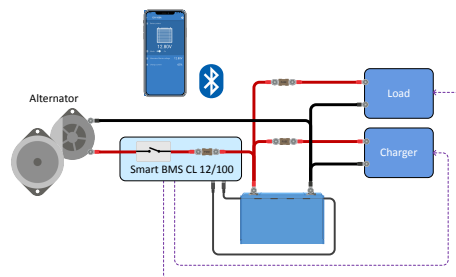 12.80V
Alternator
Load
Charger
Smart BMS CL 12/100